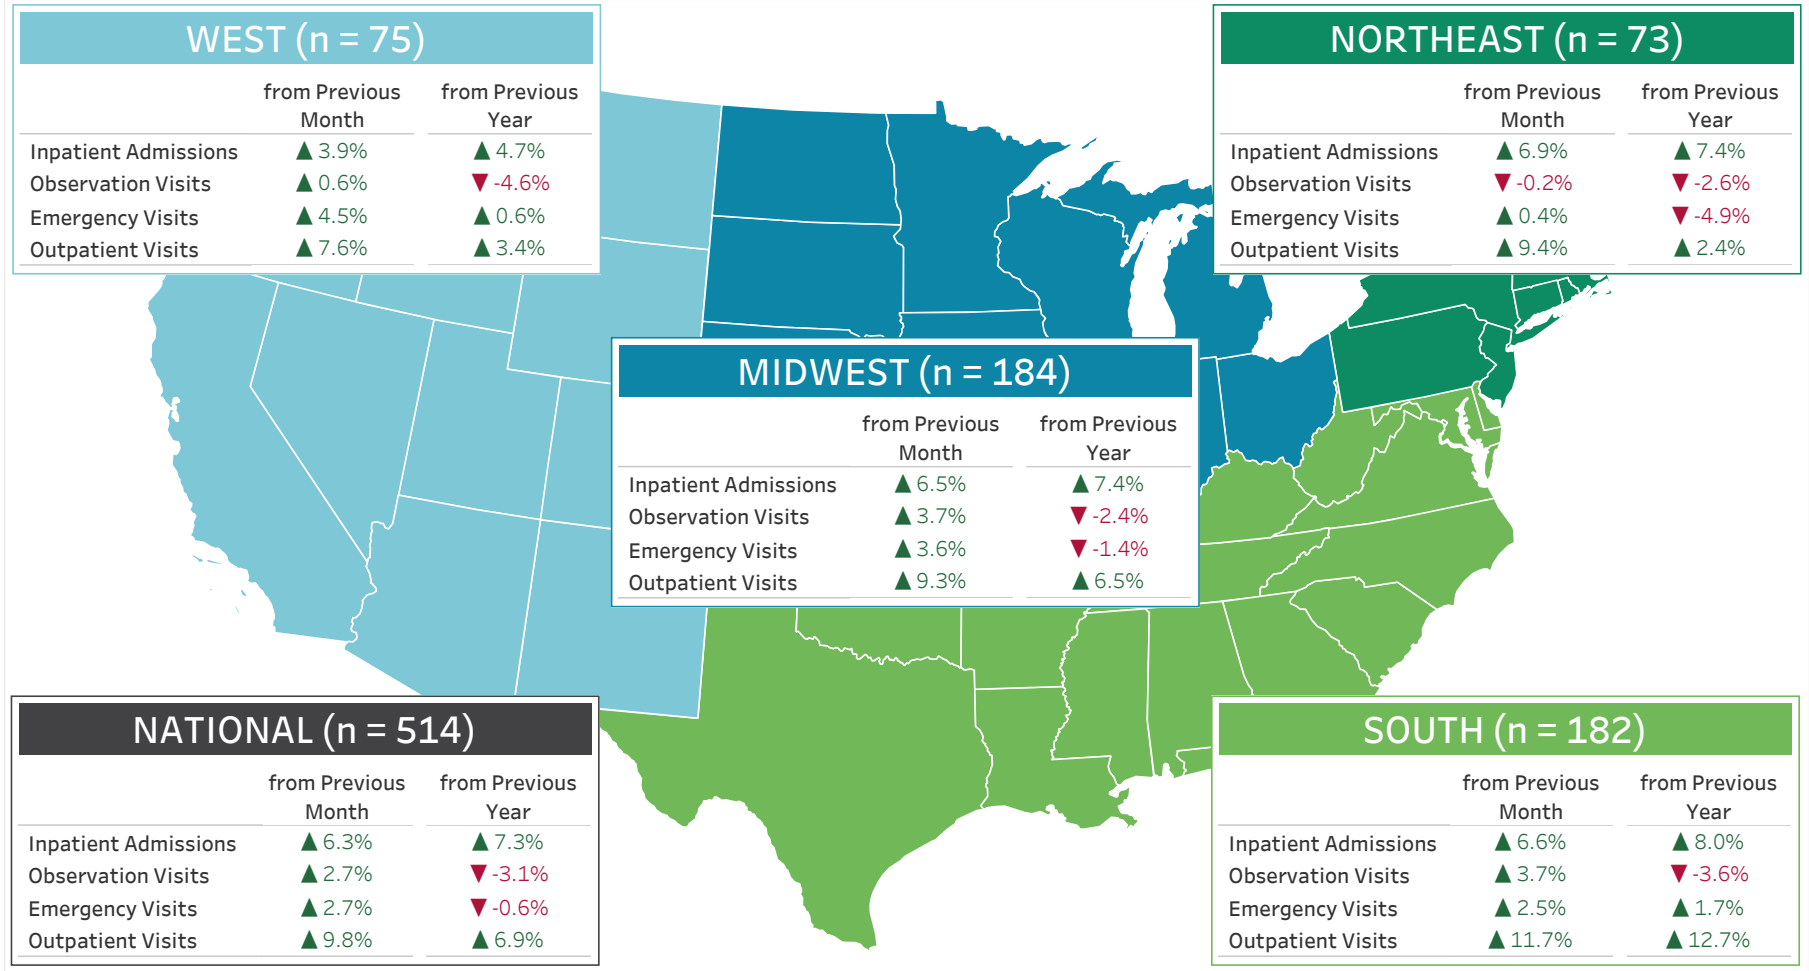 WEST (n = 75)
from Previous Month from Previous Year
Inpatient Admissions ▲ 3.9% ▲ 4.7%
Observation Visits ▲ 0.6% ▼ -4.6%
Emergency Visits ▲ 4.5% ▲ 0.6%
Outpatient Visits ▲ 7.6% ▲ 3.4%
NORTHEAST (n = 73)
from Previous Month from Previous Year
Inpatient Admissions ▲ 6.9% ▲ 7.4%
Observation Visits ▼ -0.2% ▼ -2.6%
Emergency Visits ▲ 0.4% ▼ -4.9%
Outpatient Visits ▲ 9.4% ▲ 2.4%
MIDWEST (n = 184)
from Previous Month from Previous Year
Inpatient Admissions ▲ 6.5% ▲ 7.4%
Observation Visits ▲ 3.7% ▼ -2.4%
Emergency Visits ▲ 3.6% ▼ -1.4%
Outpatient Visits ▲ 9.3% ▲ 6.5%
NATIONAL (n = 514)
from Previous Month from Previous Year
Inpatient Admissions ▲ 6.3% ▲ 7.3%
Observation Visits ▲ 2.7% ▼ -3.1%
Emergency Visits ▲ 2.7% ▼ -0.6%
Outpatient Visits ▲ 9.8% ▲ 6.9%
SOUTH (n = 182)
from Previous Month from Previous Year
Inpatient Admissions ▲ 6.6% ▲ 8.0%
Observation Visits ▲ 3.7% ▼ -3.6%
Emergency Visits ▲ 2.5% ▲ 1.7%
Outpatient Visits ▲ 11.7% ▲ 12.7%